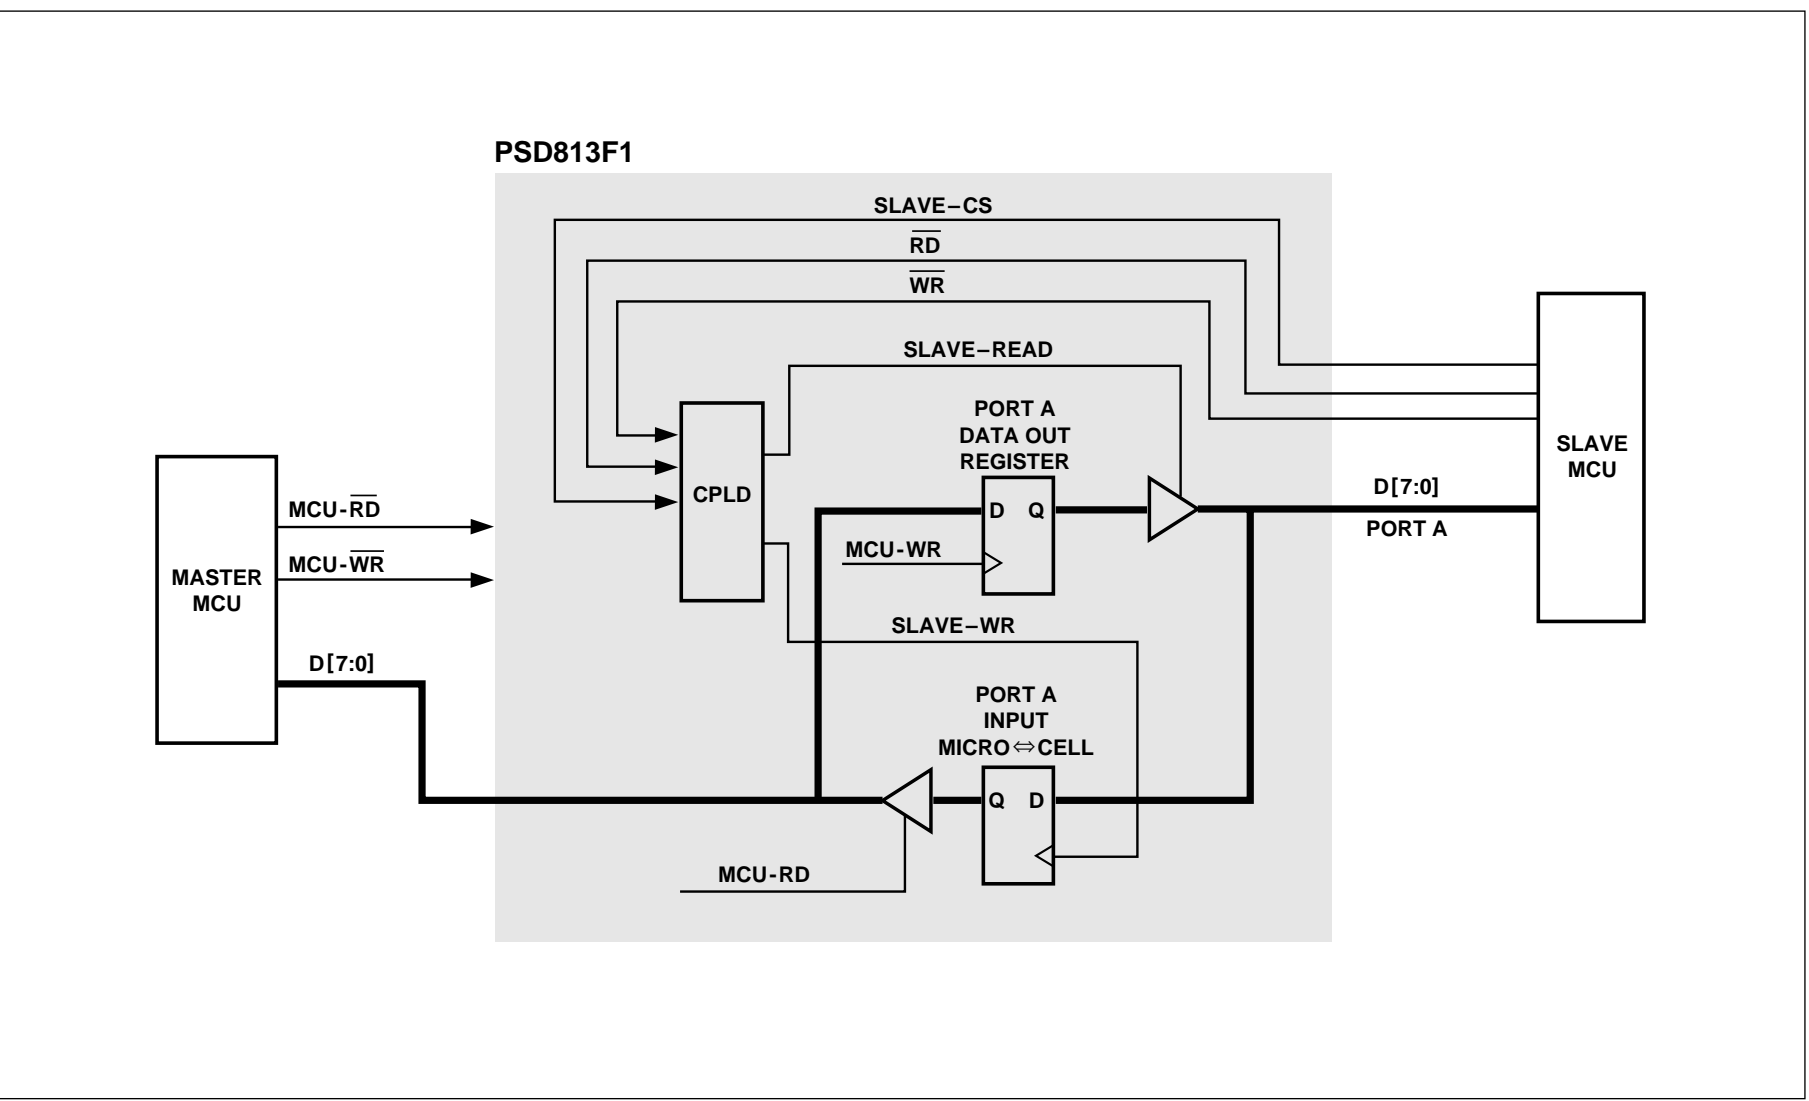 PSD813F1
SLAVE–CS
RD
WR
SLAVE–READ
PORT A
DATA OUT
REGISTER
CPLD
D Q
MCU-WR
SLAVE–WR
PORT A
INPUT
MICRO⇔CELL
Q D
MCU-RD
MASTER
MCU
MCU-RD
MCU-WR
D[7:0]
SLAVE
MCU
D[7:0]
PORT A